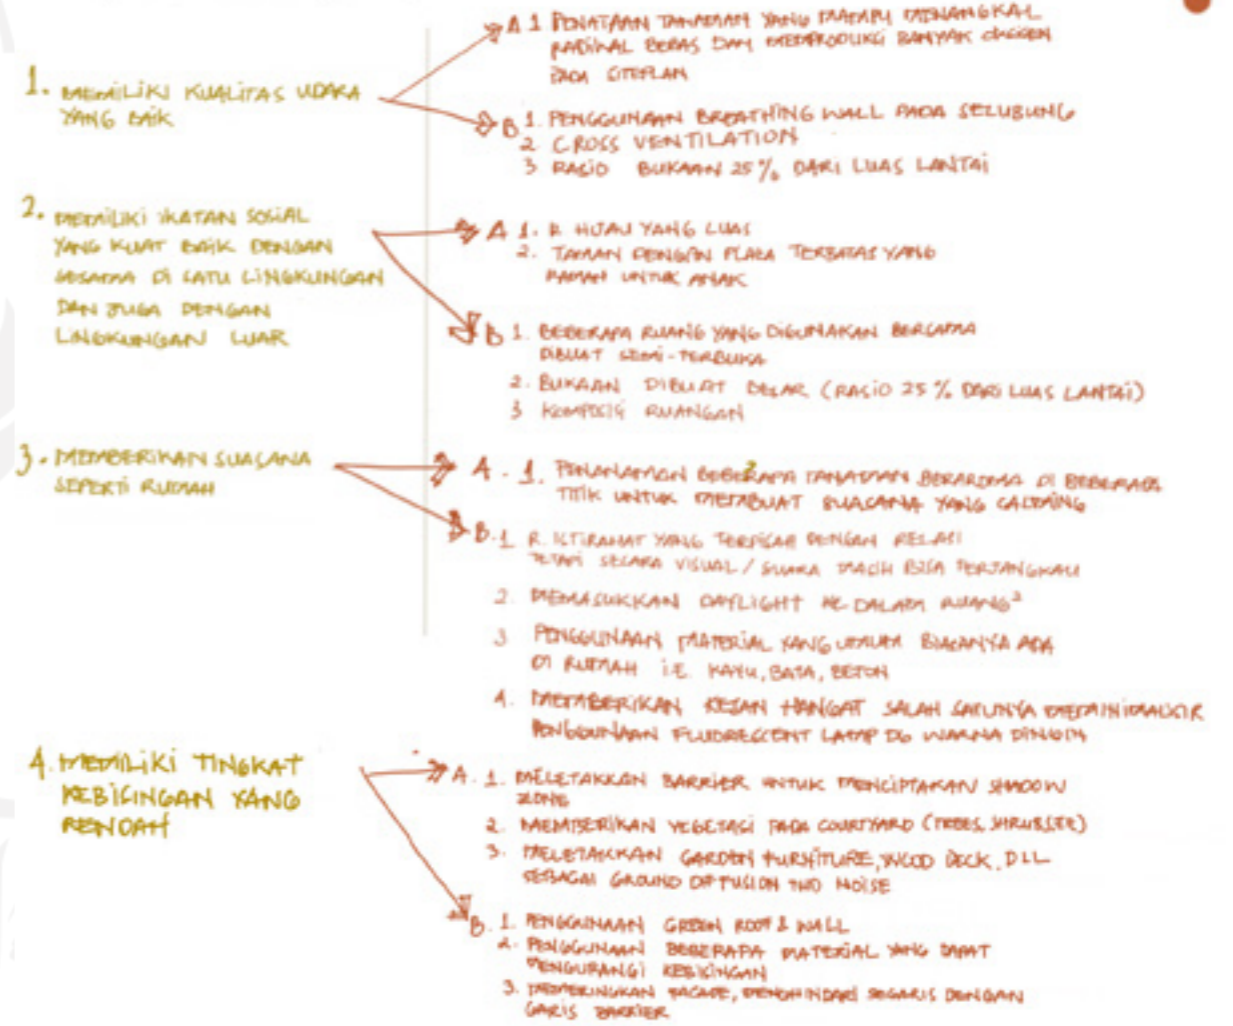 1. MEMILIKI KUALITAS UDARA
YANG BAIK
A 1 PENATAAN TANAMAN YANG MAMPU MENANGKAL
RADIKAL BEBAS DAN MEMPRODUKSI BANYAK OKSIGEN
PADA SITEPLAN
B 1. PENGGUNAAN BREATHING WALL PADA SELUBUNG
2 CROSS VENTILATION
3 RASIO BUKAAN 25% DARI LUAS LANTAI
2. MEMILIKI IKATAN SOSIAL
YANG KUAT BAIK DENGAN
SESAMA DI SATU LINGKUNGAN
DAN JUGA DENGAN
LINGKUNGAN LUAR
A 1. R HIJAU YANG LUAS
2. TAMAN DENGAN PLAZA TERBATAS YANG
RAMAH UNTUK ANAK
B 1. BEBERAPA RUANG YANG DIGUNAKAN BERSAMA
DIBUAT SEMI-TERBUKA
2. BUKAAN DIBUAT BESAR (RASIO 25% DARI LUAS LANTAI)
3 KOMPOSISI RUANGAN
3. MEMBERIKAN SUASANA
SEPERTI RUMAH
A. 1. PENANAMAN BEBERAPA TANAMAN BERAROMA DI BEBERAPA
TITIK UNTUK MEMBUAT SUASANA YANG CALMING
B. 1 R. ISTIRAHAT YANG TERPISAH DENGAN RELASI
TETAPI SECARA VISUAL / SUARA MASIH BISA TERJANGKAU
2. MEMASUKKAN DAYLIGHT KE DALAM RUANG²
3 PENGGUNAAN MATERIAL YANG UMUM BIASANYA ADA
DI RUMAH i.e. KAYU, BATA, BETON
4. MEMBERIKAN KESAN HANGAT SALAH SATUNYA MEMINIMALISIR
PENGGUNAAN FLUORESCENT LAMP DG WARNA DINGIN
4. MEMILIKI TINGKAT
KEBISINGAN YANG
RENDAH
A. 1. MELETAKKAN BARRIER UNTUK MENCIPTAKAN SHADOW
ZONE
2. MEMBERIKAN VEGETASI PADA COURTYARD (TREES, SHRUBS,
3. MELETAKKAN GARDEN FURNITURE, WOOD DECK, DLL
SEBAGAI GROUND DIFFUSION NOISE
B. 1. PENGGUNAAN GREEN ROOF & WALL
2. PENGGUNAAN BEBERAPA MATERIAL YANG DAPAT
MENGURANGI KEBISINGAN
3. MEMIRINGKAN FACADE, MENGHINDARI SEGARIS DENGAN
GARIS BARRIER